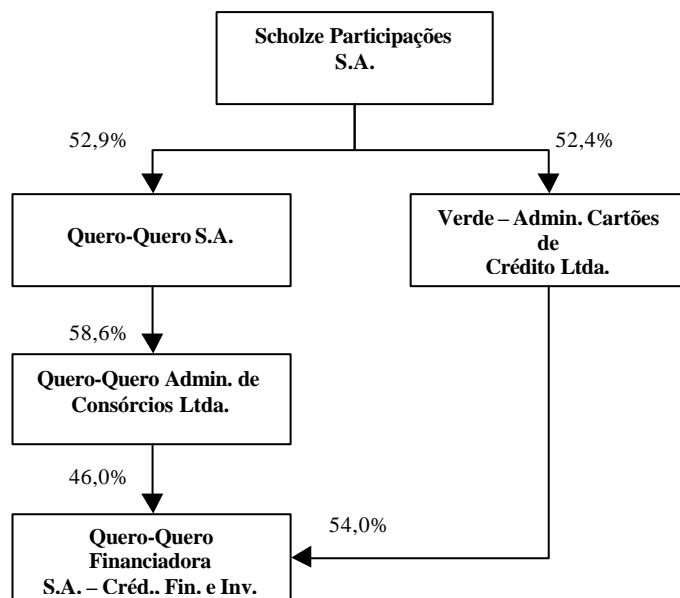 Scholze Participações
S.A.
52,9%
52,4%
Quero-Quero S.A.
Verde – Admin. Cartões
de
Crédito Ltda.
58,6%
Quero-Quero Admin. de
Consórcios Ltda.
46,0%
54,0%
Quero-Quero
Financiadora
S.A. – Créd., Fin. e Inv.